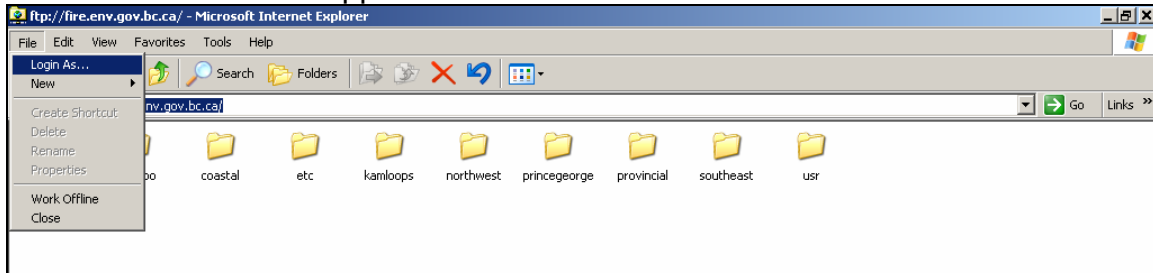 ftp://fire.env.gov.bc.ca/ - Microsoft Internet Explorer
File Edit View Favorites Tools Help
Login As...
New
Search Folders
Create Shortcut
nv.gov.bc.ca/
Go Links »
Delete
Rename
Properties
Work Offline
Close
oo coastal etc kamloops northwest princegeorge provincial southeast usr